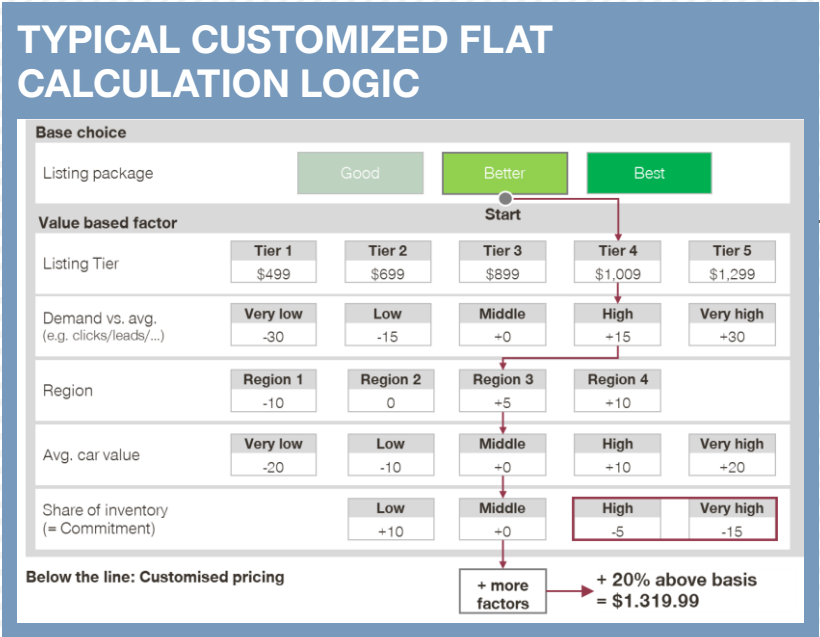 TYPICAL CUSTOMIZED FLAT
CALCULATION LOGIC
Base choice
Listing package
Good
Better
Best
Start
Value based factor
Listing Tier
Tier 1
$499
Tier 2
$699
Tier 3
$899
Tier 4
$1,009
Tier 5
$1,299
Demand vs. avg.
(e.g. clicks/leads/...)
Very low
-30
Low
-15
Middle
+0
High
+15
Very high
+30
Region
Region 1
-10
Region 2
0
Region 3
+5
Region 4
+10
Avg. car value
Very low
-20
Low
-10
Middle
+0
High
+10
Very high
+20
Share of inventory
(= Commitment)
Low
+10
Middle
+0
High
-5
Very high
-15
Below the line: Customised pricing
+ more
factors
+ 20% above basis
= $1.319.99